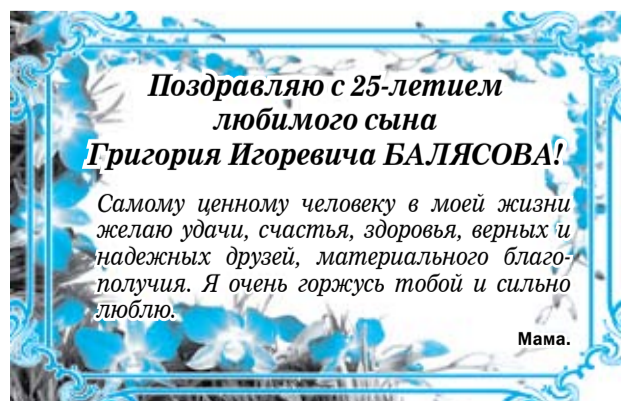 Поздравляю с 25-летием
любимого сына
Григория Игоревича БАЛЯСОВА!
Самому ценному человеку в моей жизни
желаю удачи, счастья, здоровья, верных и
надежных друзей, материального благо-
получия. Я очень горжусь тобой и сильно
люблю.
Мама.